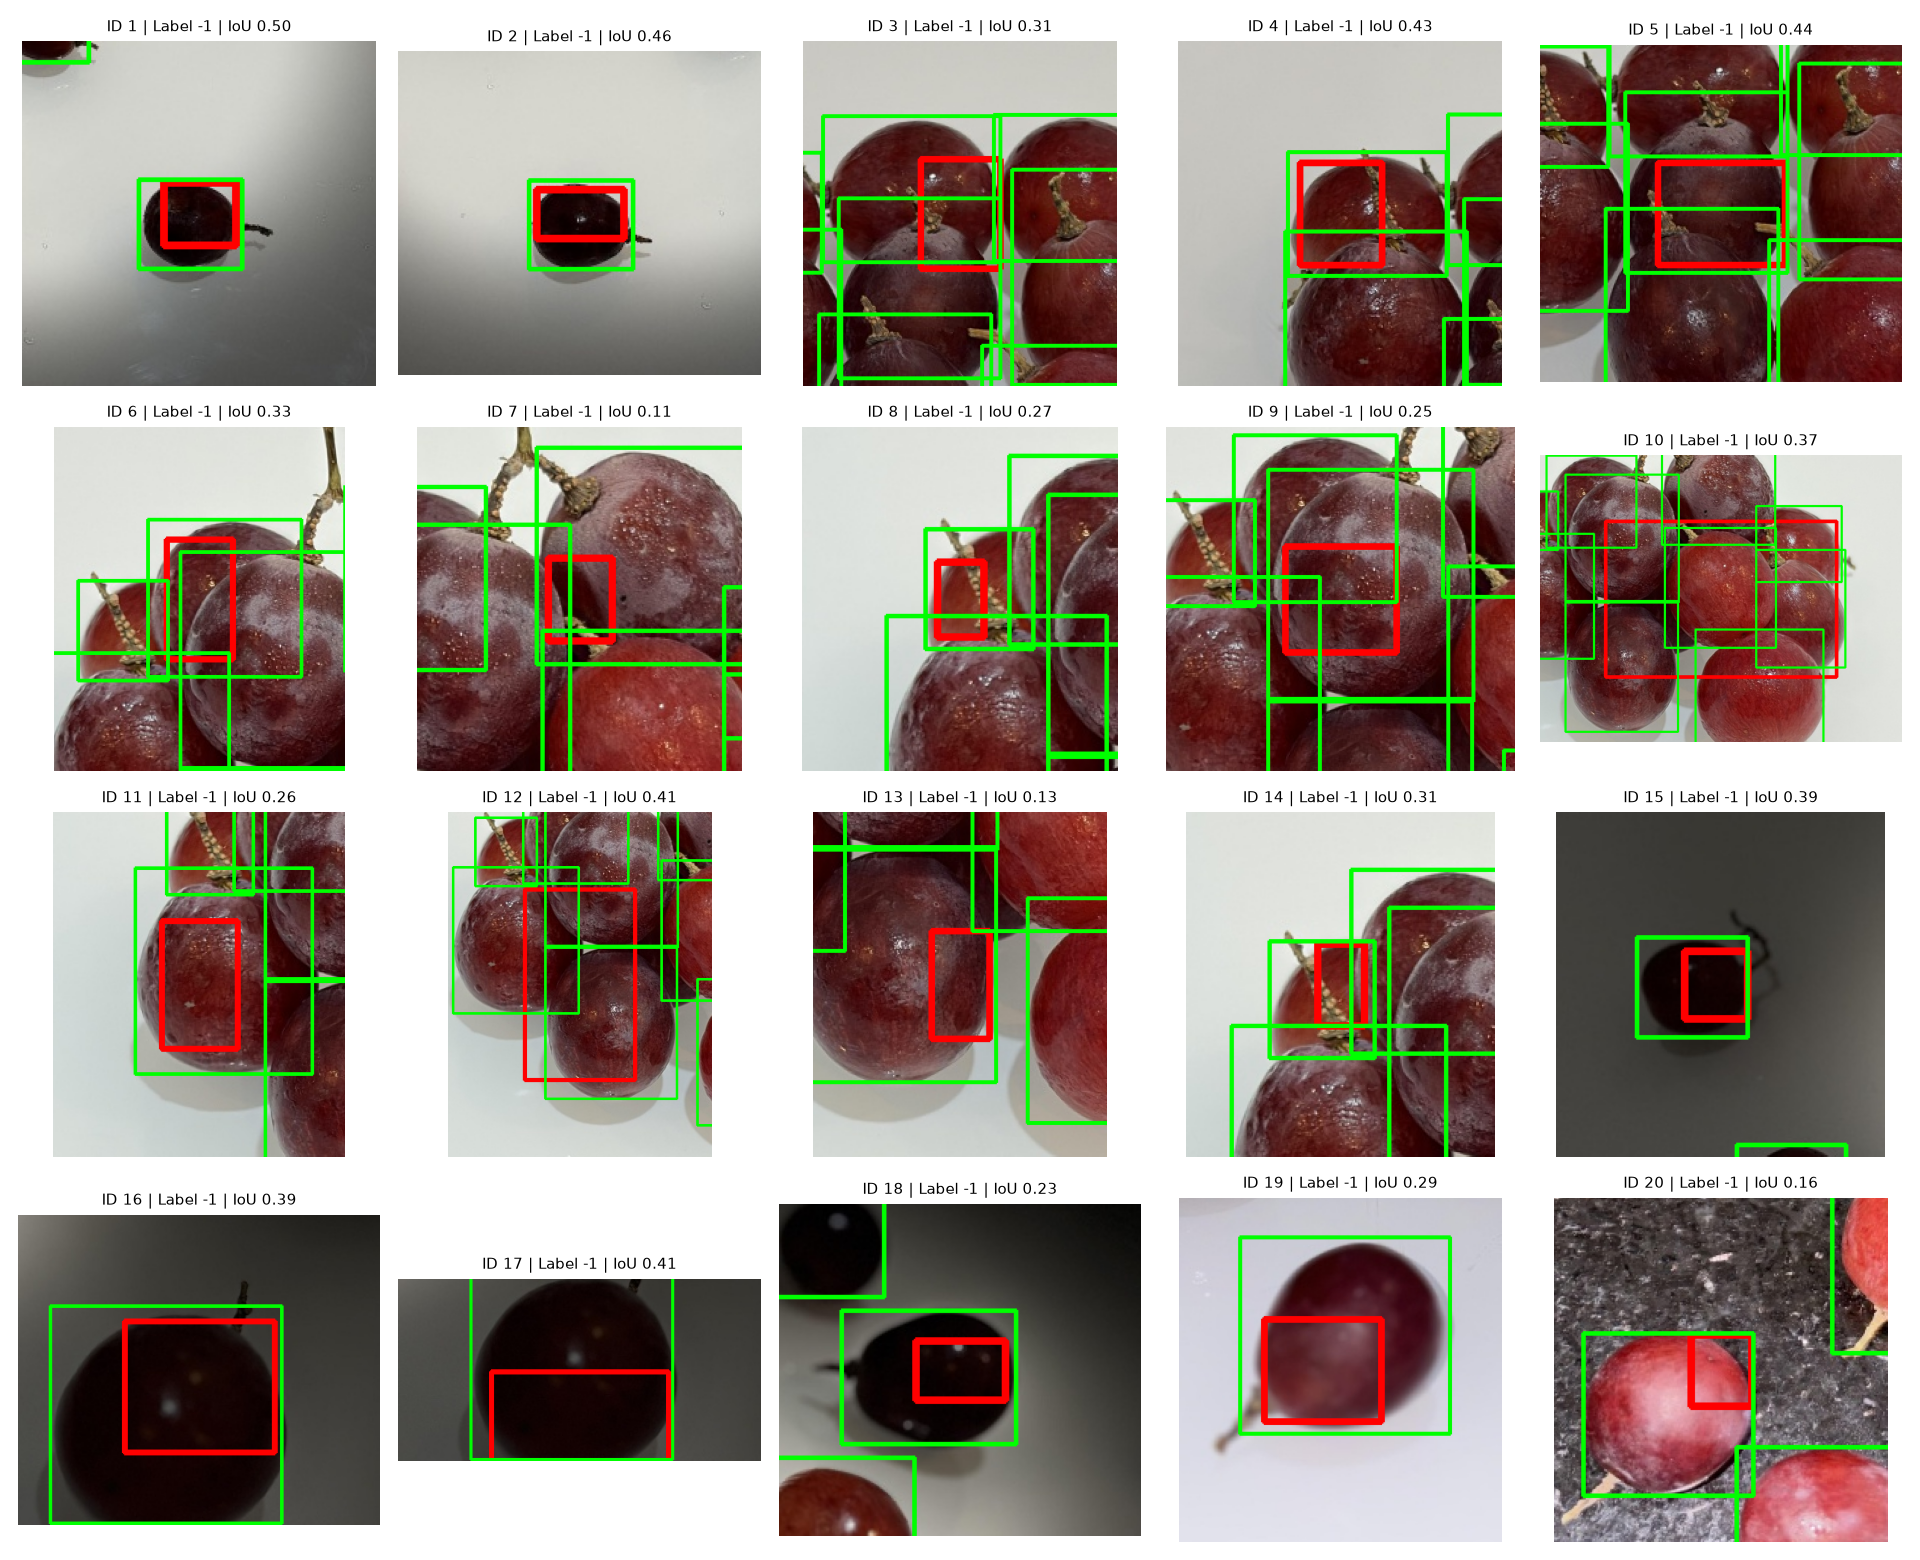 ID 1 | Label -1 | IoU 0.50
ID 2 | Label -1 | IoU 0.46
ID 3 | Label -1 | IoU 0.31
ID 4 | Label -1 | IoU 0.43
ID 5 | Label -1 | IoU 0.44
ID 6 | Label -1 | IoU 0.33
ID 7 | Label -1 | IoU 0.11
ID 8 | Label -1 | IoU 0.27
ID 9 | Label -1 | IoU 0.25
ID 10 | Label -1 | IoU 0.37
ID 11 | Label -1 | IoU 0.26
ID 12 | Label -1 | IoU 0.41
ID 13 | Label -1 | IoU 0.13
ID 14 | Label -1 | IoU 0.31
ID 15 | Label -1 | IoU 0.39
ID 16 | Label -1 | IoU 0.39
ID 17 | Label -1 | IoU 0.41
ID 18 | Label -1 | IoU 0.23
ID 19 | Label -1 | IoU 0.29
ID 20 | Label -1 | IoU 0.16